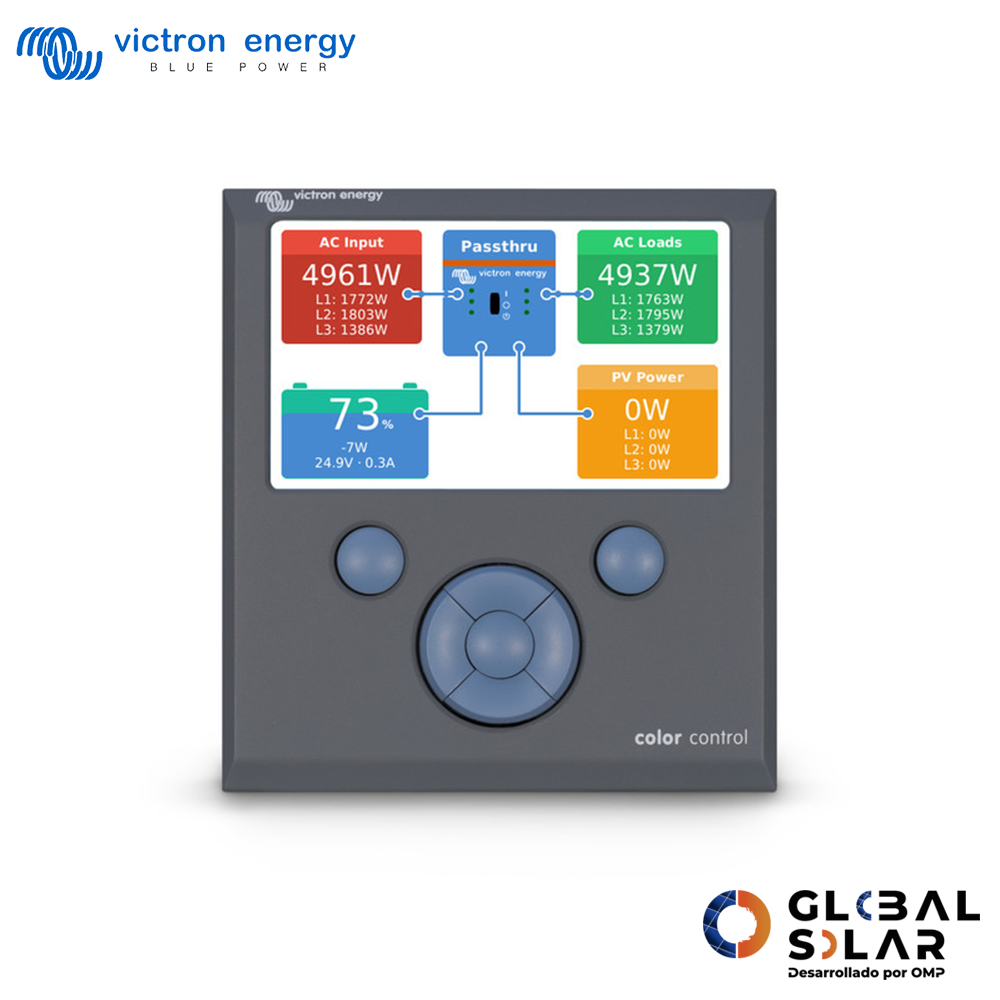 victron energy
BLUE POWER
victron energy
AC Input
4961W
L1: 1772W
L2: 1803W
L3: 1386W
Passthru
victron energy
AC Loads
4937W
L1: 1763W
L2: 1795W
L3: 1379W
73%
-7W
24.9V · 0.3A
PV Power
0W
L1: 0W
L2: 0W
L3: 0W
color control
GLOBAL
SOLAR
Desarrollado por OMP